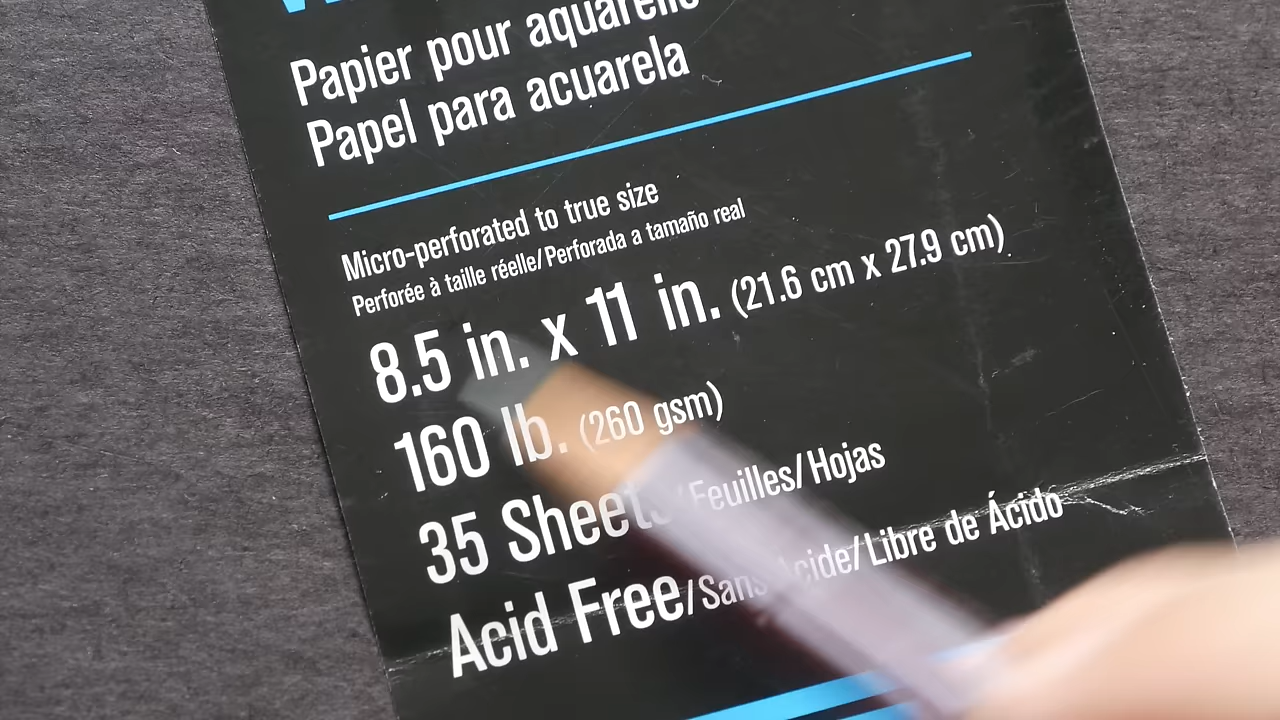 Papier pour aquarelle
Papel para acuarela
Micro-perforated to true size
Perforée à taille réelle/Perforada a tamaño real
8.5 in. x 11 in. (21.6 cm x 27.9 cm)
160 lb. (260 gsm)
35 Sheets/Feuilles/Hojas
Acid Free/Sans Acide/Libre de Ácido